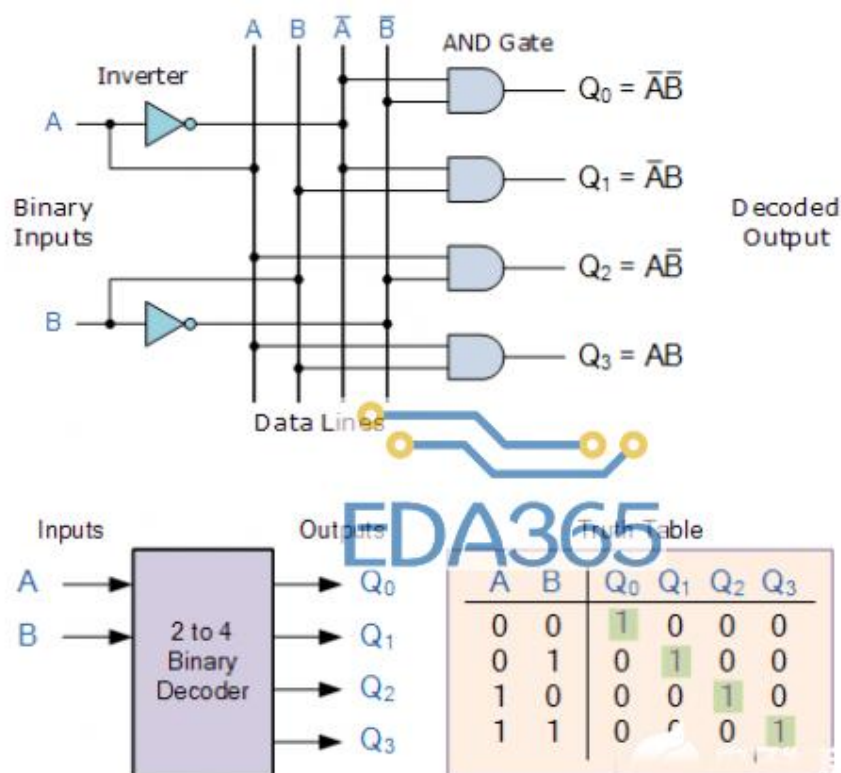 A B A̅ B̅
AND Gate
Inverter
Q₀ = A̅B̅
A
Q₁ = A̅B
Binary
Inputs
Decoded
Output
Q₂ = AB̅
B
Q₃ = AB
Data Lines
EDA365
Inputs Outputs Truth Table
A Q₀
B Q₁
2 to 4
Binary
Decoder
Q₂
Q₃
A B Q₀ Q₁ Q₂ Q₃
0 0 1 0 0 0
0 1 0 1 0 0
1 0 0 0 1 0
1 1 0 0 1